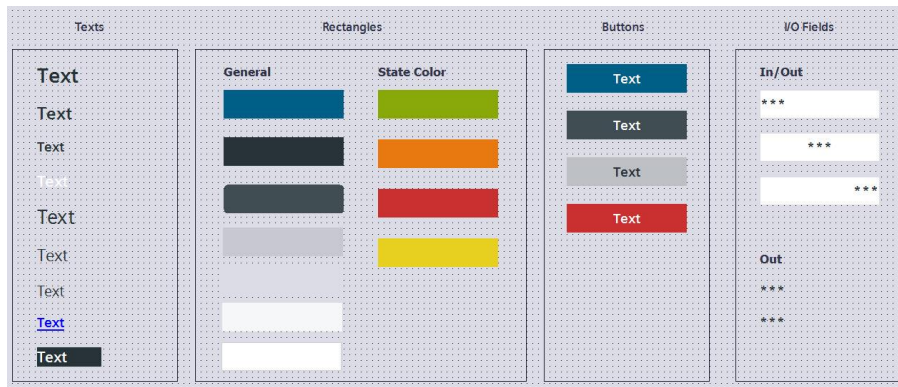 Texts
Rectangles
Buttons
I/O Fields
Text
Text
Text
Text
Text
Text
Text
Text
Text
General
State Color
Text
Text
Text
Text
In/Out
***
***
***
Out
***
***